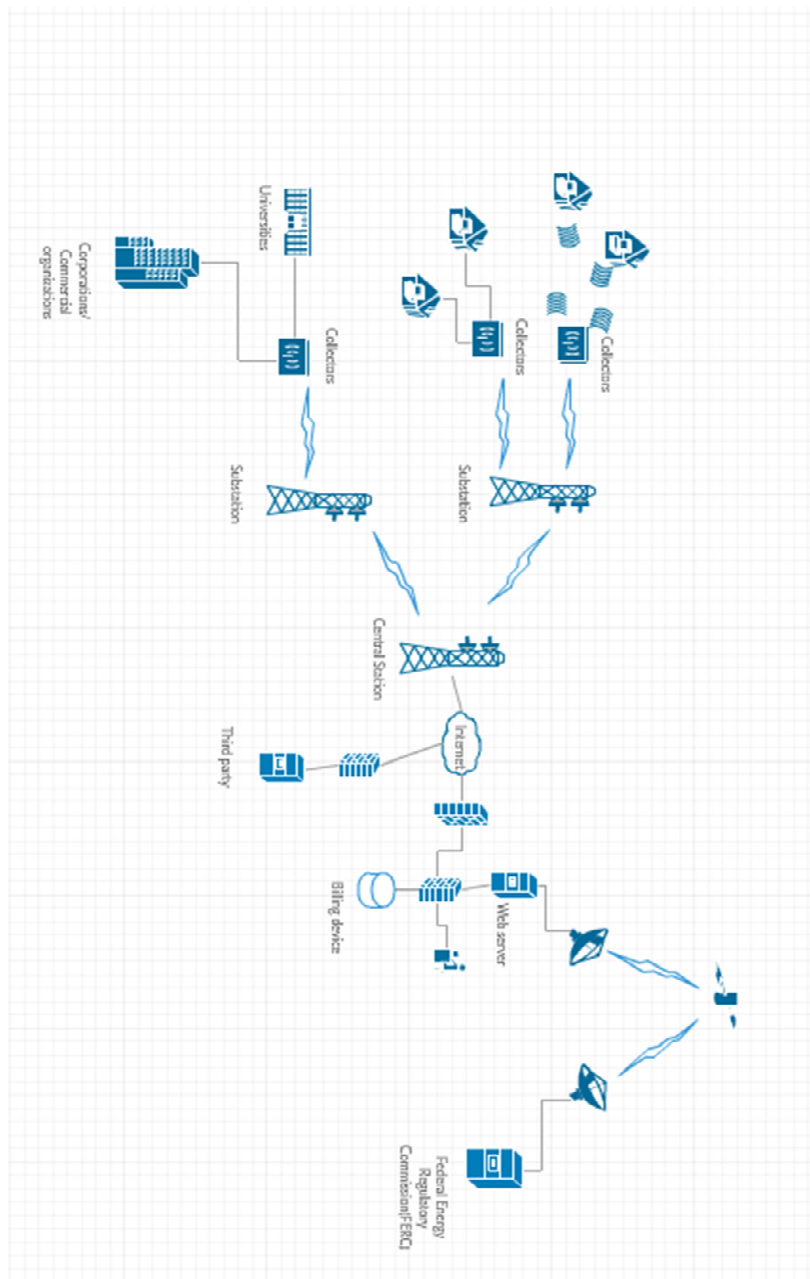 Collectors
Collectors
Substation
Collectors
Universities
Corporations/
Commercial
organizations
Substation
Central Station
Internet
Third party
Web server
Billing device
Federal Energy
Regulatory
Commission(FERC)